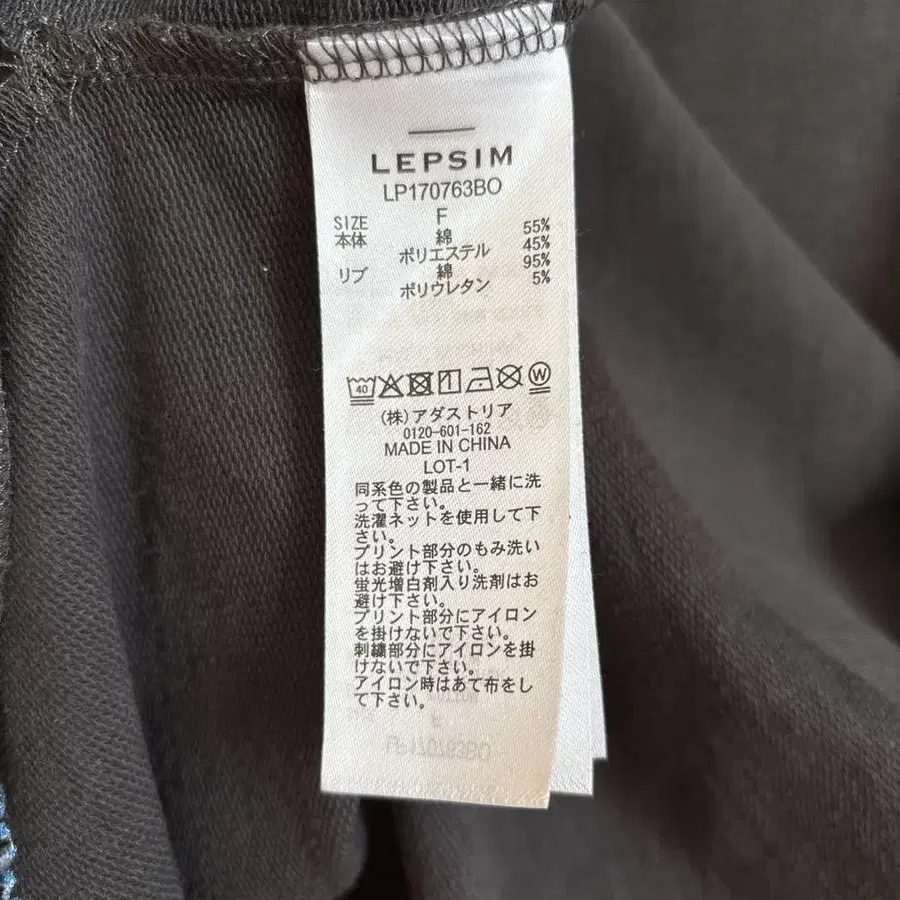 LEPSIM
LP170763BO
SIZE F
本体 綿 55%
ポリエステル 45%
リブ 綿 95%
ポリウレタン 5%
40
W
(株)アダストリア
0120-601-162
MADE IN CHINA
LOT-1
同系色の製品と一緒に洗
って下さい。
洗濯ネットを使用して下
さい。
プリント部分のもみ洗い
はお避け下さい。
蛍光増白剤入り洗剤はお
避け下さい。
プリント部分にアイロン
を掛けないで下さい。
刺繍部分にアイロンを掛
けないで下さい。
アイロン時はあて布をし
て下さい。